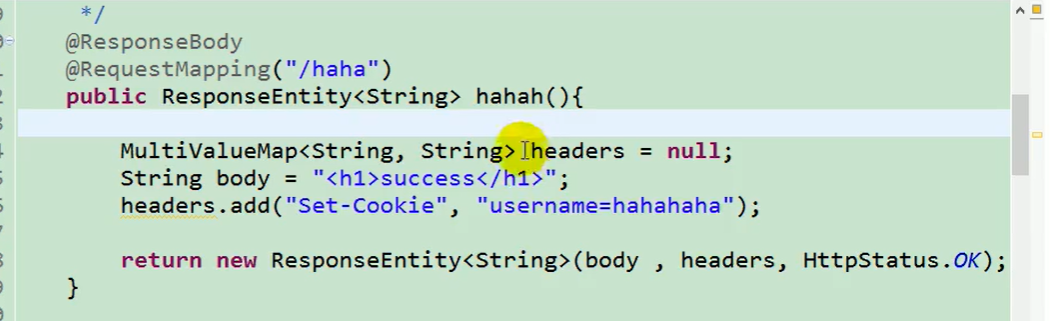 */
@ResponseBody
@RequestMapping("/haha")
public ResponseEntity<String> hahah(){
MultiValueMap<String, String> headers = null;
String body = "<h1>success</h1>";
headers.add("Set-Cookie", "username=hahahaha");
return new ResponseEntity<String>(body , headers, HttpStatus.OK);
}